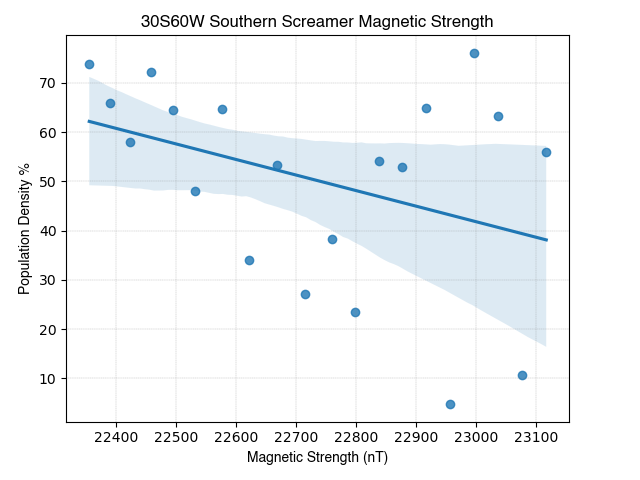 30S60W Southern Screamer Magnetic Strength
Population Density %
70
60
50
40
30
20
10
22400 22500 22600 22700 22800 22900 23000 23100
Magnetic Strength (nT)